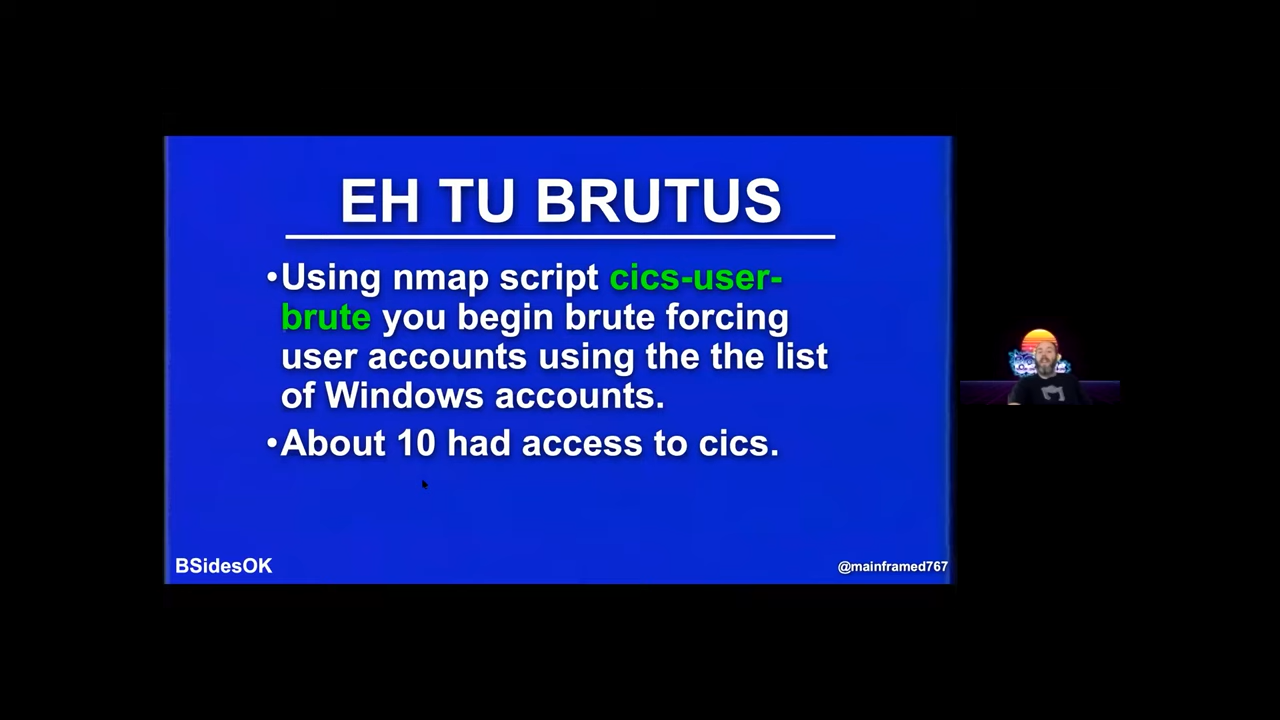 EH TU BRUTUS
•Using nmap script cics-user-
brute you begin brute forcing
user accounts using the the list
of Windows accounts.
•About 10 had access to cics.
BSidesOK
@mainframed767